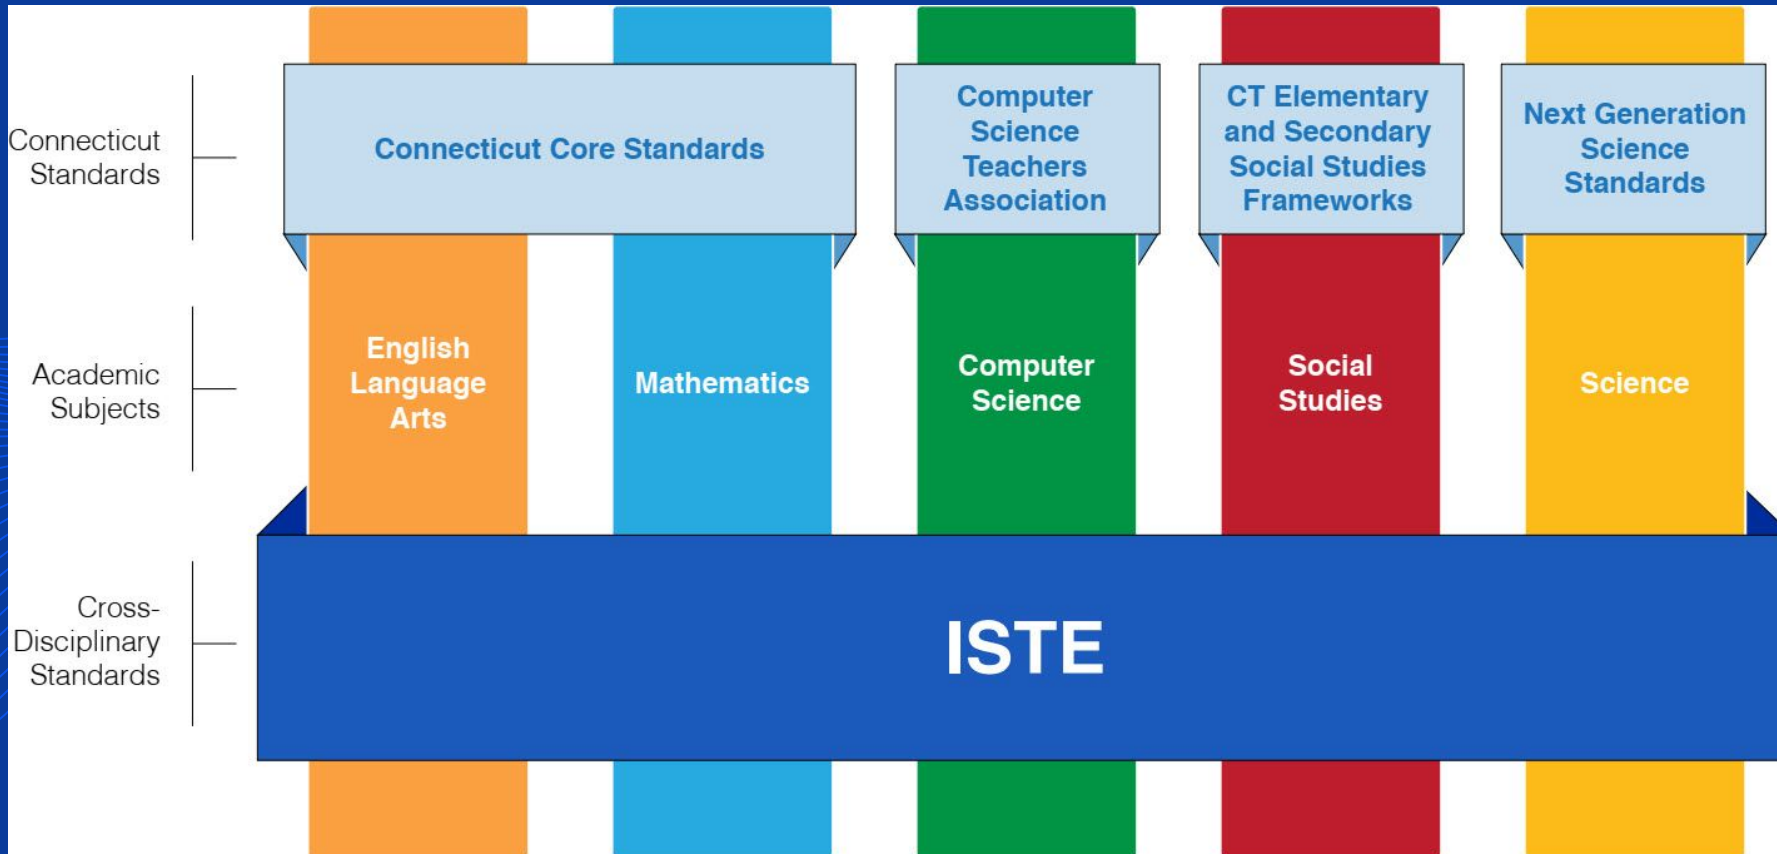 Connecticut
Standards
Connecticut Core Standards
Computer
Science
Teachers
Association
CT Elementary
and Secondary
Social Studies
Frameworks
Next Generation
Science
Standards
Academic
Subjects
English
Language
Arts
Mathematics
Computer
Science
Social
Studies
Science
Cross-
Disciplinary
Standards
ISTE